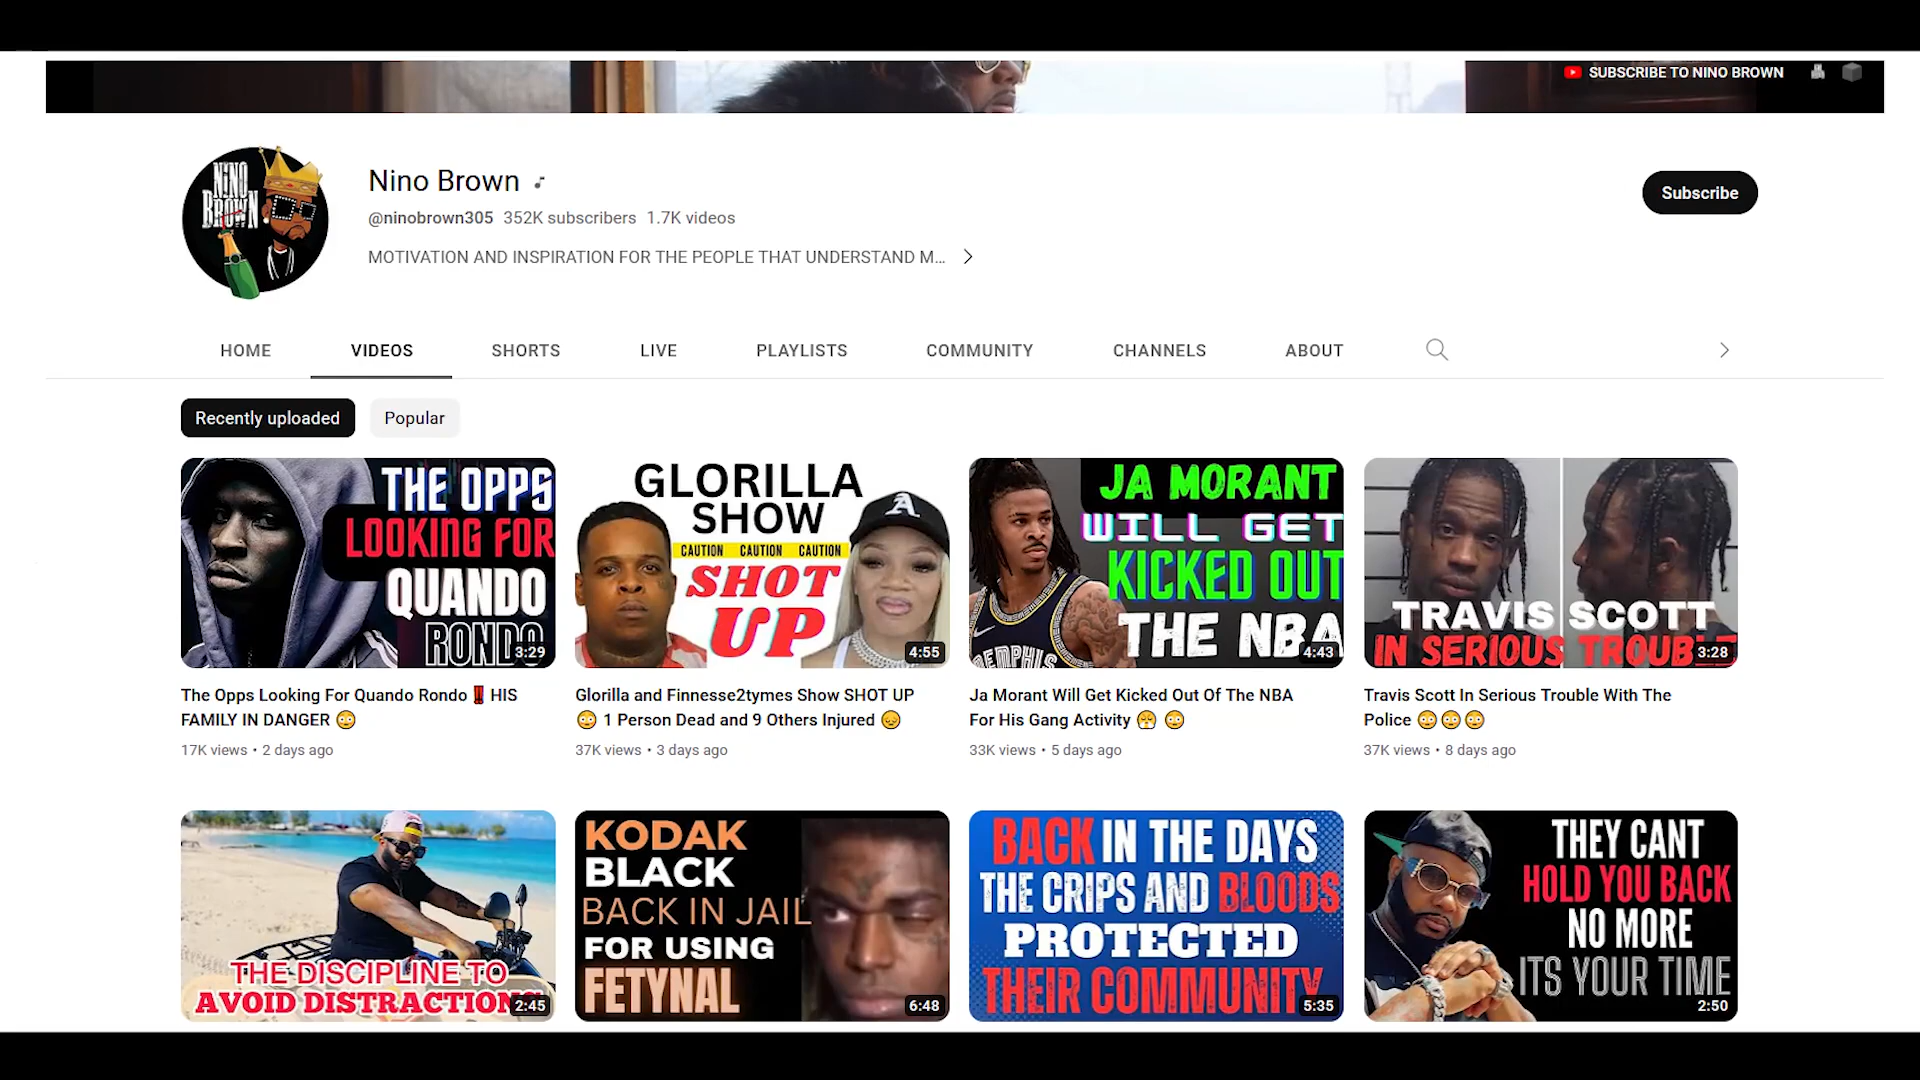 SUBSCRIBE TO NINO BROWN
NINO
BROWN
Nino Brown
@ninobrown305 352K subscribers 1.7K videos
MOTIVATION AND INSPIRATION FOR THE PEOPLE THAT UNDERSTAND M...
Subscribe
HOME VIDEOS SHORTS LIVE PLAYLISTS COMMUNITY CHANNELS ABOUT
Recently uploaded Popular
THE OPPS
LOOKING FOR
QUANDO
RONDO
3:29
GLORILLA
SHOW
CAUTION CAUTION CAUTION
SHOT
UP
A
4:55
JA MORANT
WILL GET
KICKED OUT
THE NBA
MEMPHIS
4:43
TRAVIS SCOTT
IN SERIOUS TROUBLE
3:28
The Opps Looking For Quando Rondo‼️HIS
FAMILY IN DANGER 😳
17K views • 2 days ago
Glorilla and Finnesse2tymes Show SHOT UP
😳 1 Person Dead and 9 Others Injured 😞
37K views • 3 days ago
Ja Morant Will Get Kicked Out Of The NBA
For His Gang Activity 😤 😳
33K views • 5 days ago
Travis Scott In Serious Trouble With The
Police 😳😳😳
37K views • 8 days ago
THE DISCIPLINE TO
AVOID DISTRACTIONS
2:45
KODAK
BLACK
BACK IN JAIL
FOR USING
FETYNAL
6:48
BACK IN THE DAYS
THE CRIPS AND BLOODS
PROTECTED
THEIR COMMUNITY
5:35
THEY CANT
HOLD YOU BACK
NO MORE
ITS YOUR TIME
2:50